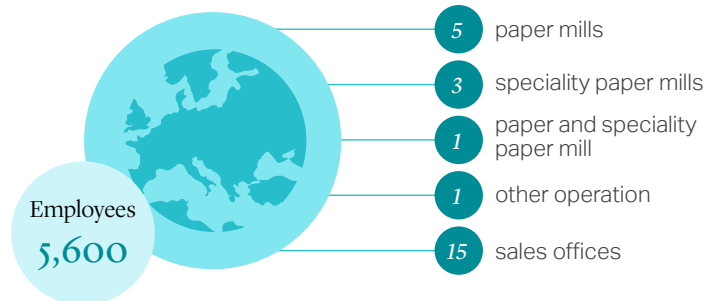 5 paper mills
3 speciality paper mills
1 paper and speciality
paper mill
1 other operation
15 sales offices
Employees
5,600